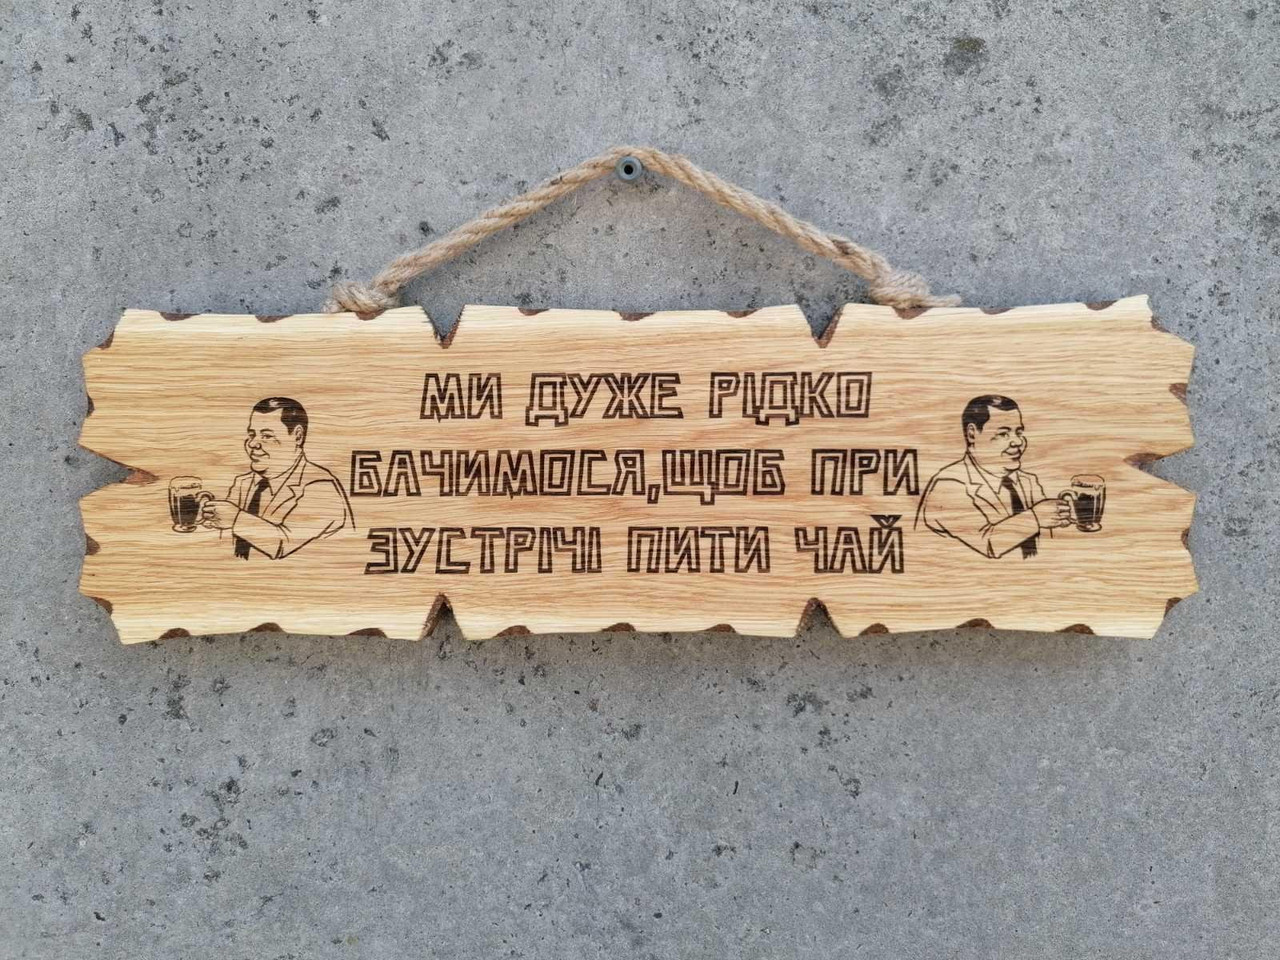 МИ ДУЖЕ РІДКО
БАЧИМОСЯ,ЩОБ ПРИ
ЗУСТРІЧІ ПИТИ ЧАЙ